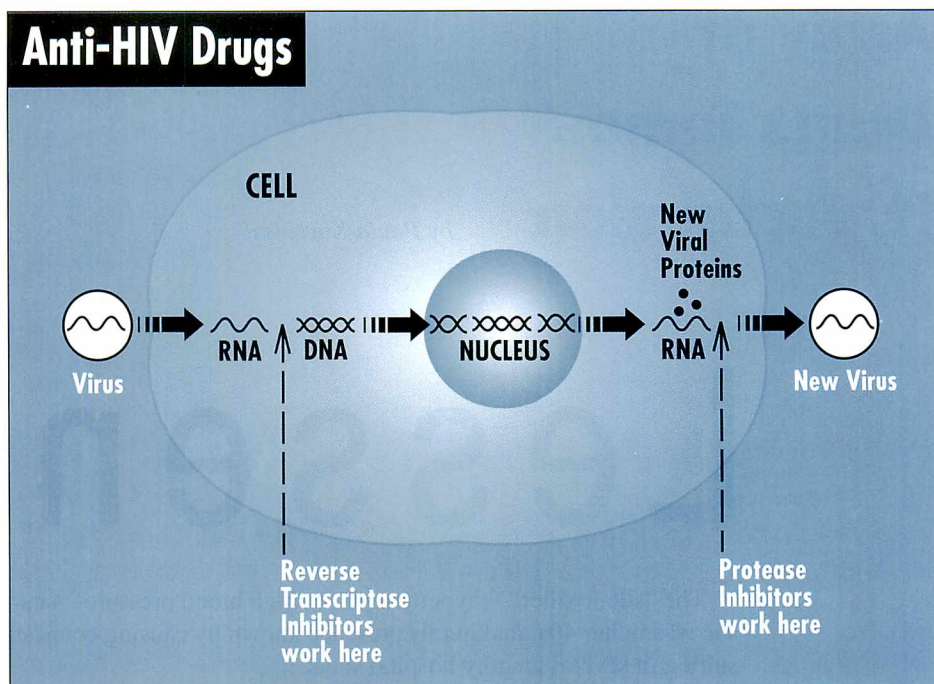 Anti-HIV Drugs
CELL
New
Viral
Proteins
RNA
DNA
NUCLEUS
RNA
Virus
New Virus
Reverse
Transcriptase
Inhibitors
work here
Protease
Inhibitors
work here